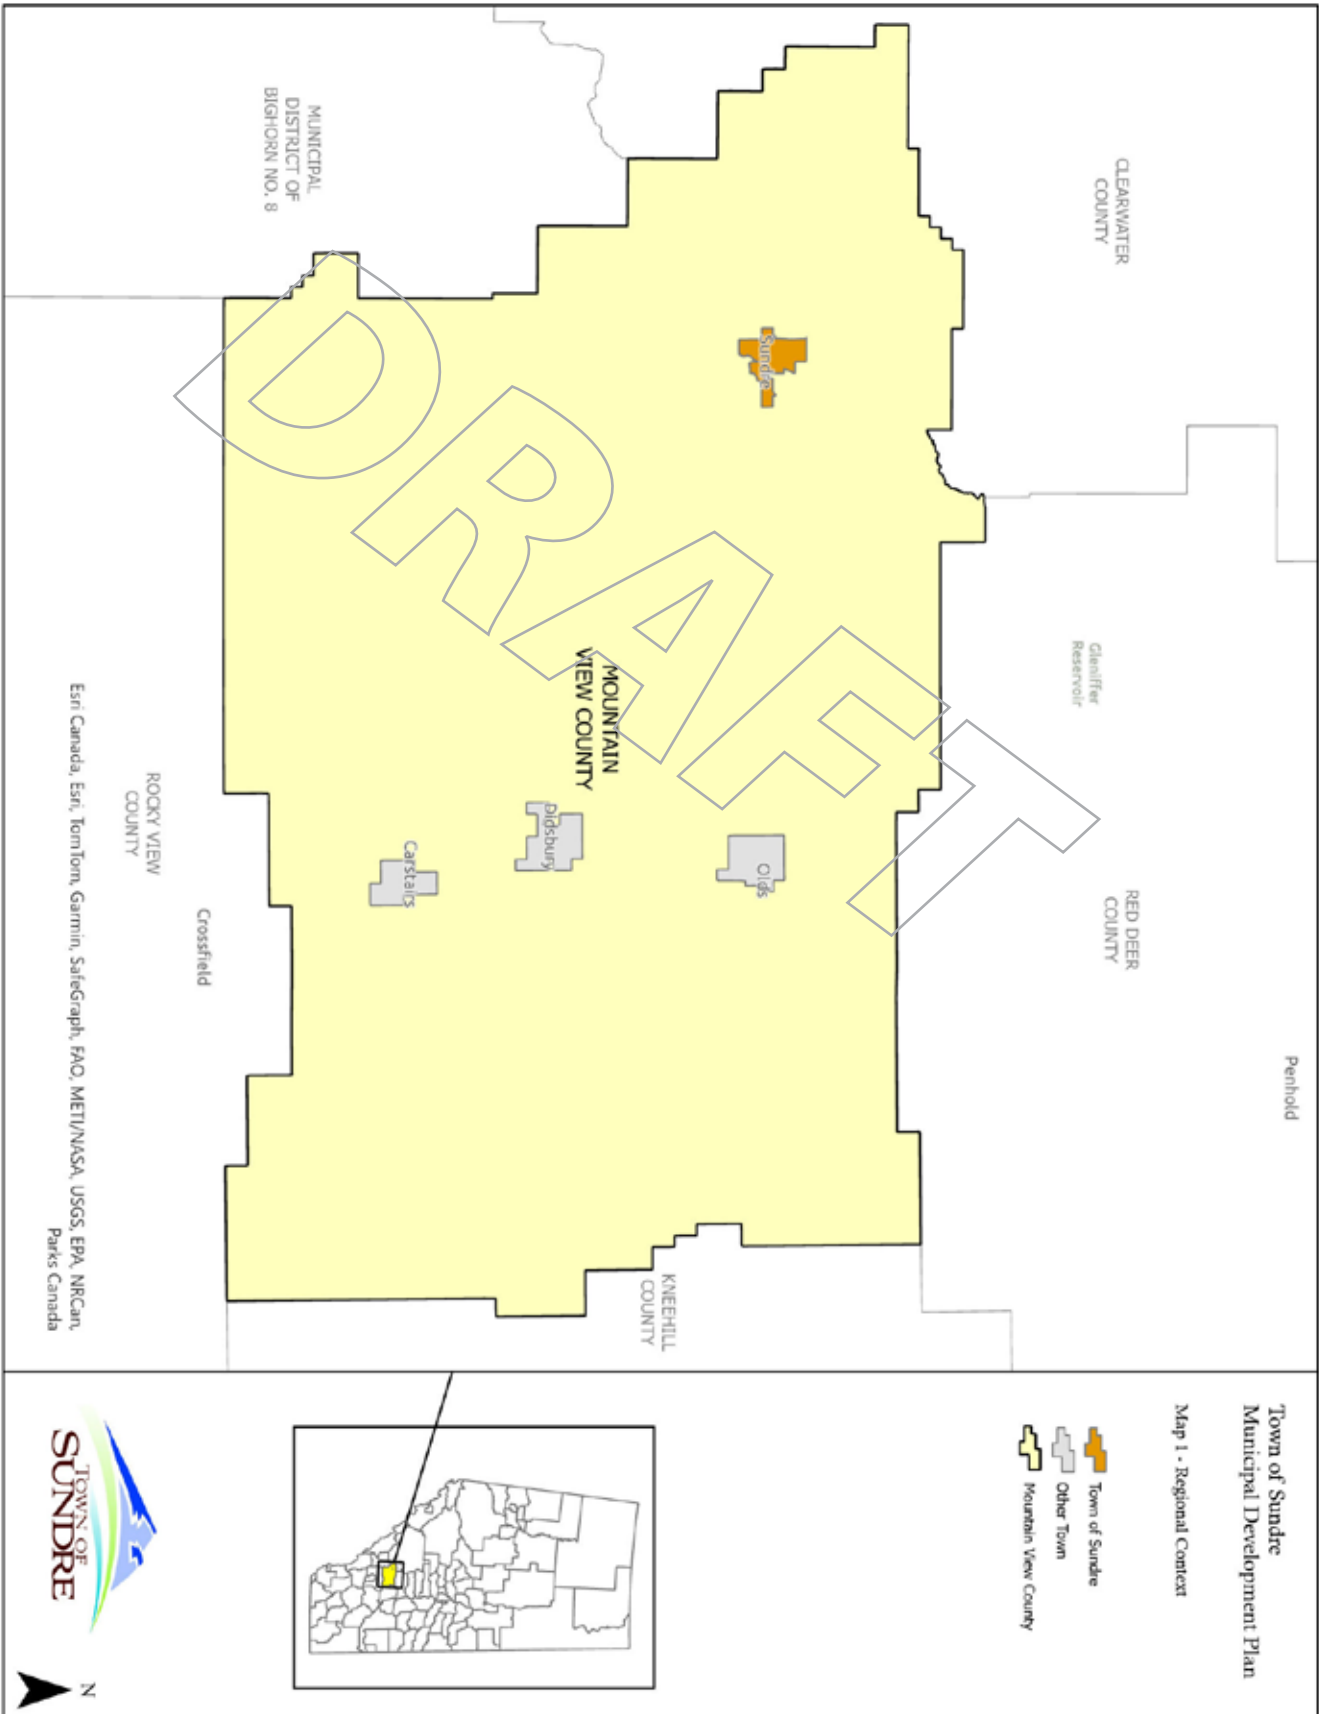 Town of Sundre
Municipal Development Plan
Map 1 - Regional Context
Town of Sundre
Other Town
Mountain View County
CLEARWATER
COUNTY
Gleniffer
Reservoir
RED DEER
COUNTY
Penhold
MUNICIPAL
DISTRICT OF
BIGHORN NO. 8
Sundre
Olds
MOUNTAIN
VIEW COUNTY
Didsbury
Carstairs
KNEEHILL
COUNTY
Crossfield
ROCKY VIEW
COUNTY
DRAFT
Esri Canada, Esri, TomTom, Garmin, SafeGraph, FAO, METI/NASA, USGS, EPA, NRCan,
Parks Canada
TOWN OF
SUNDRE
N